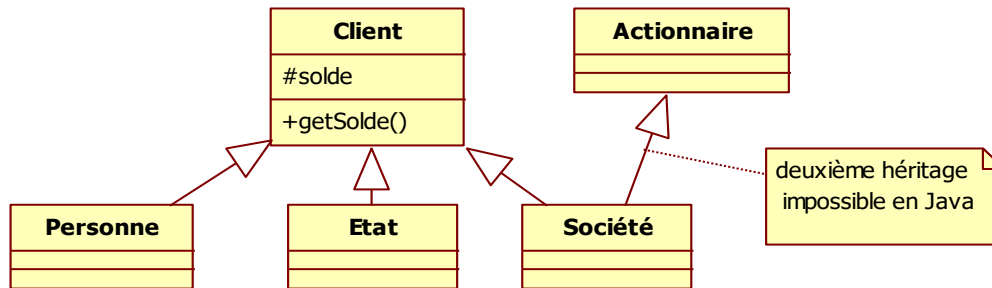 Client
Actionnaire
#solde
+getSolde()
deuxième héritage
impossible en Java
Personne
Etat
Société